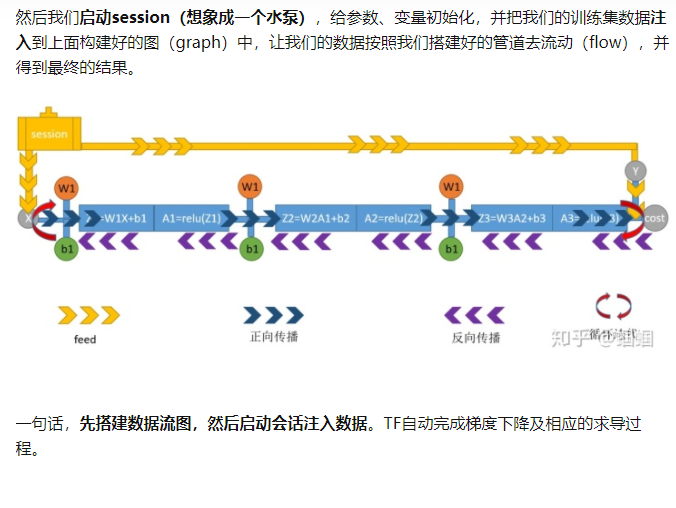 然后我们启动session（想象成一个水泵），给参数、变量初始化，并把我们的训练集数据注
入到上面构建好的图（graph）中，让我们的数据按照我们搭建好的管道去流动（flow），并
得到最终的结果。
session
Y
W1
W1
W1
X
=W1X+b1
A1=relu(Z1)
Z2=W2A1+b2
A2=relu(Z2)
Z3=W3A2+b3
cost
b1
b1
b1
feed
正向传播
反向传播
知乎 @蝈蝈
一句话，先搭建数据流图，然后启动会话注入数据。TF自动完成梯度下降及相应的求导过
程。